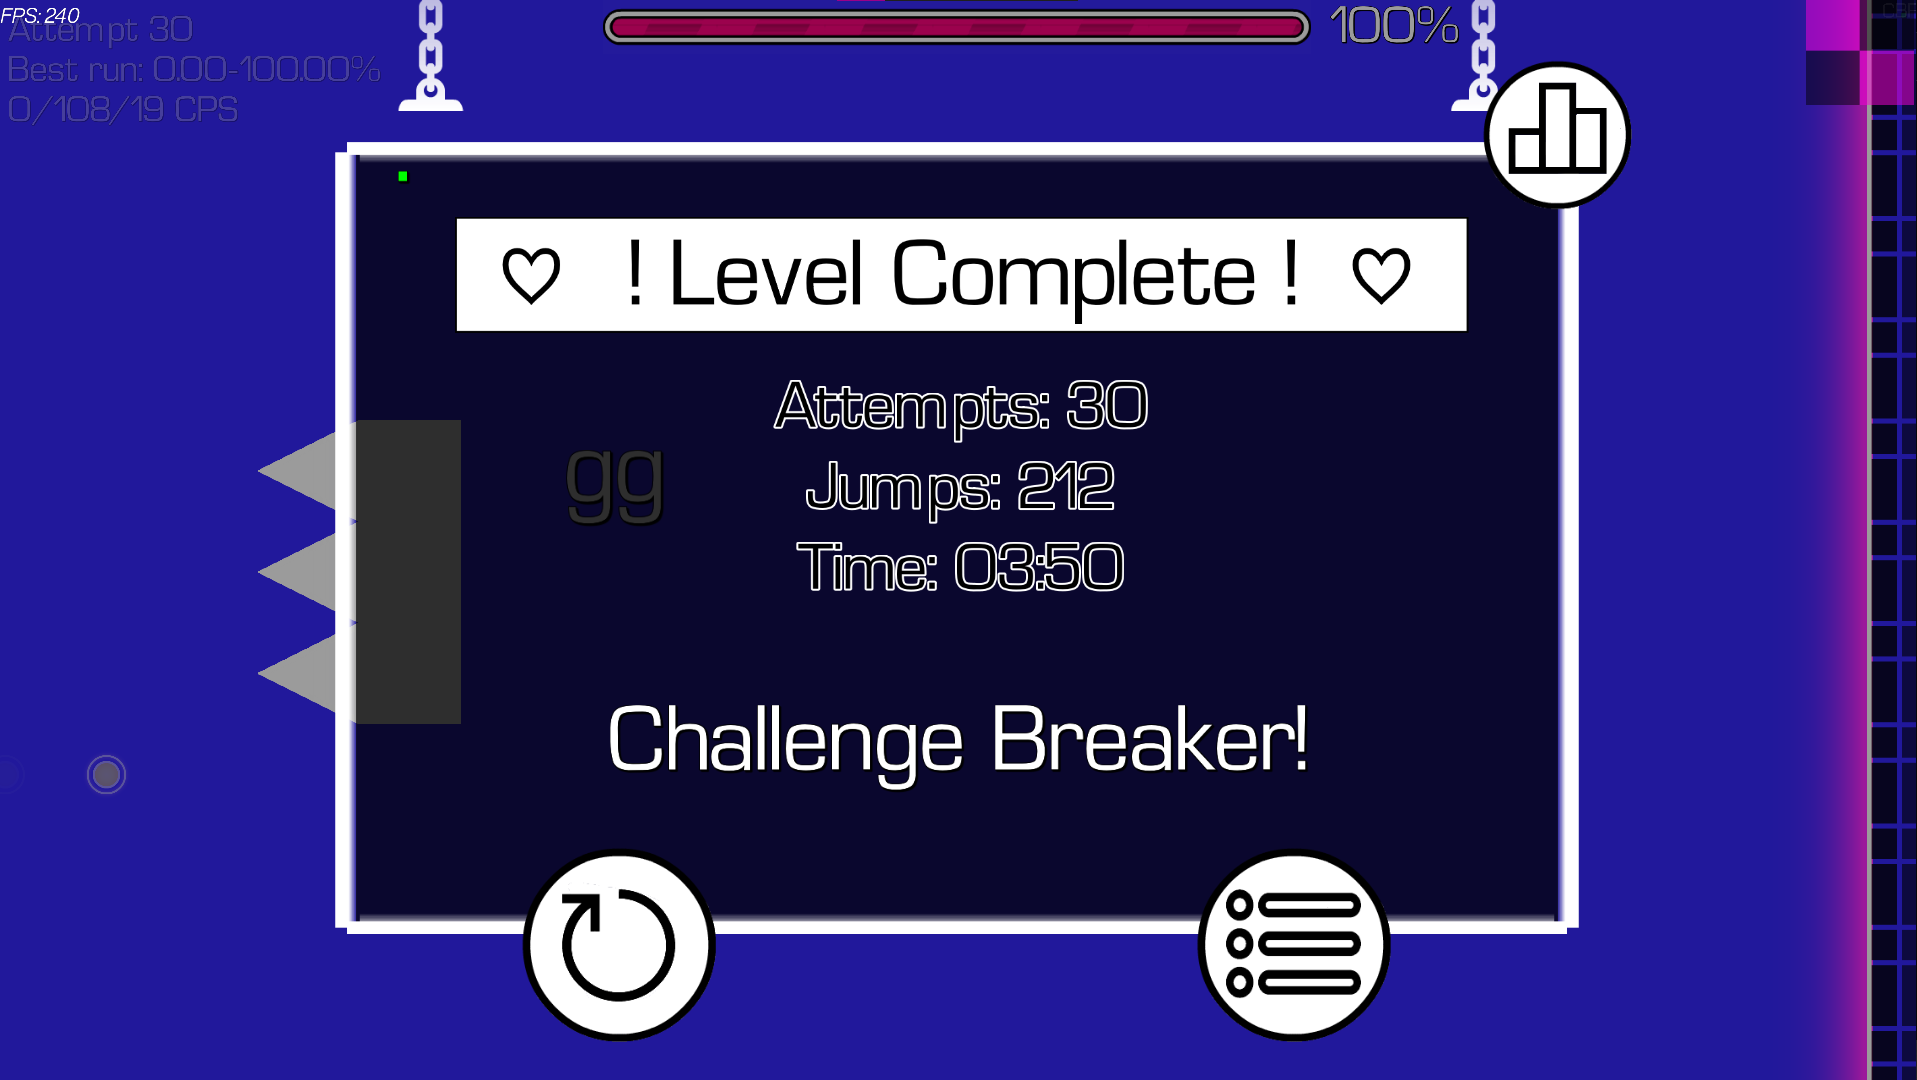 FPS: 240
Attempt 30
Best run: 0.00-100.00%
0/108/19 CPS
100%
! Level Complete !
Attempts: 30
gg
Jumps: 212
Time: 03:50
Challenge Breaker!